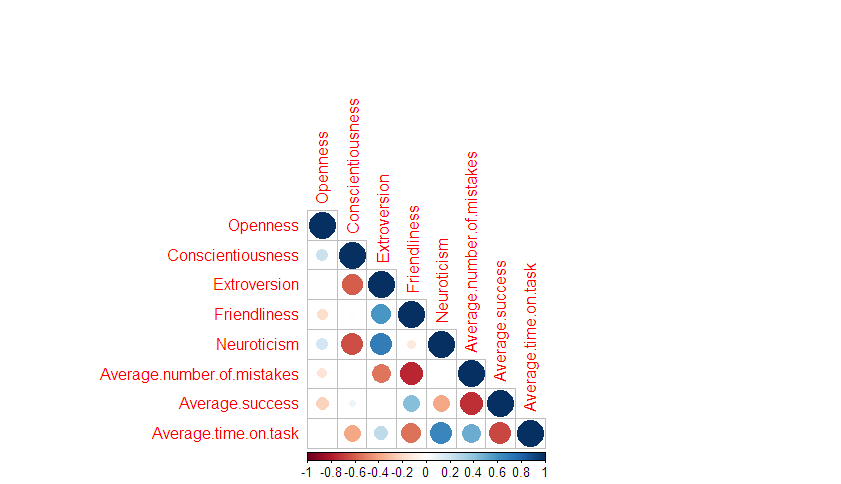 Openness
Conscientiousness
Extroversion
Friendliness
Neuroticism
Average.number.of.mistakes
Average.success
Average.time.on.task
Openness
Conscientiousness
Extroversion
Friendliness
Neuroticism
Average.number.of.mistakes
Average.success
Average.time.on.task
-1 -0.8 -0.6 -0.4 -0.2 0 0.2 0.4 0.6 0.8 1